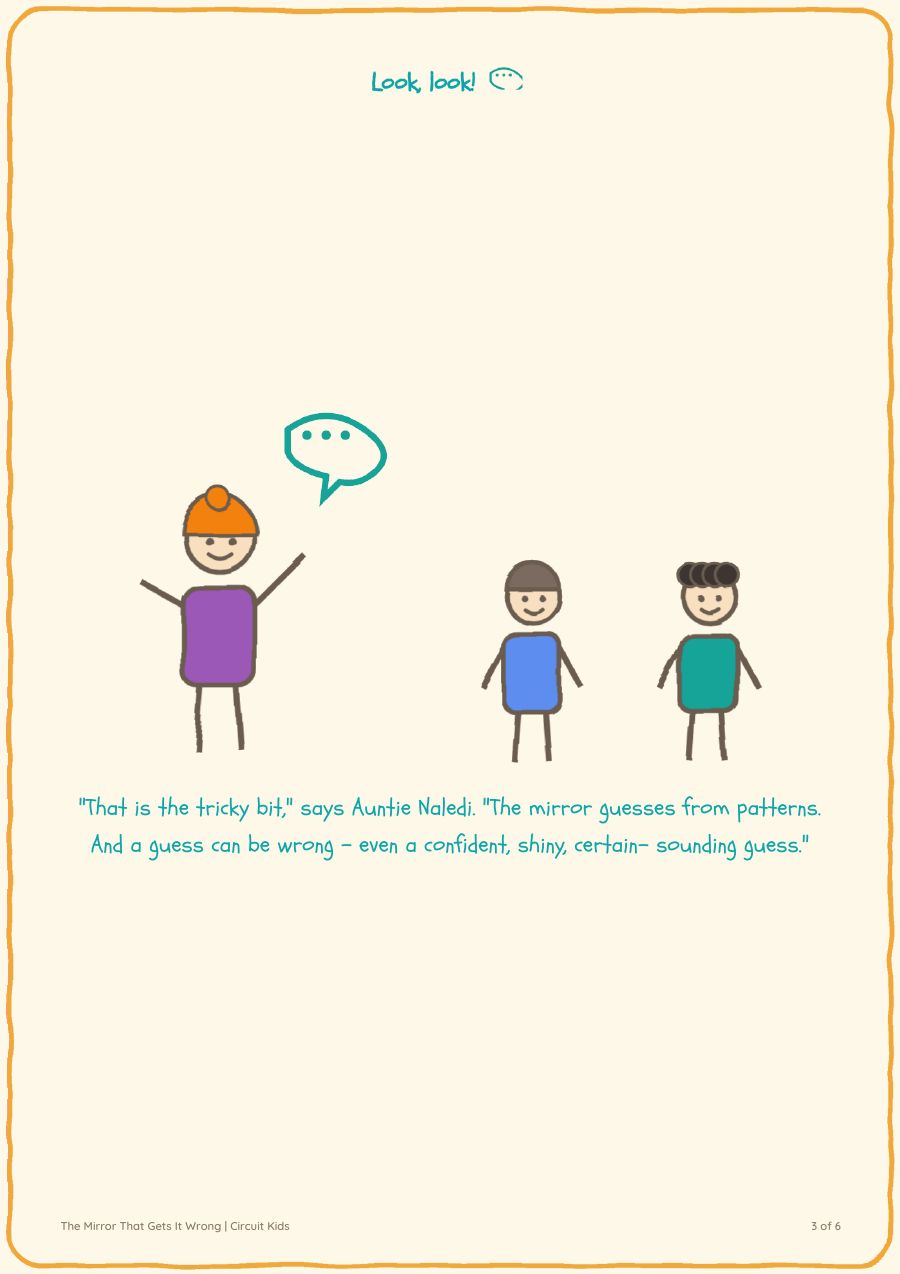 Look, look!
"That is the tricky bit," says Auntie Naledi. "The mirror guesses from patterns.
And a guess can be wrong – even a confident, shiny, certain– sounding guess."
The Mirror That Gets It Wrong | Circuit Kids
3 of 6